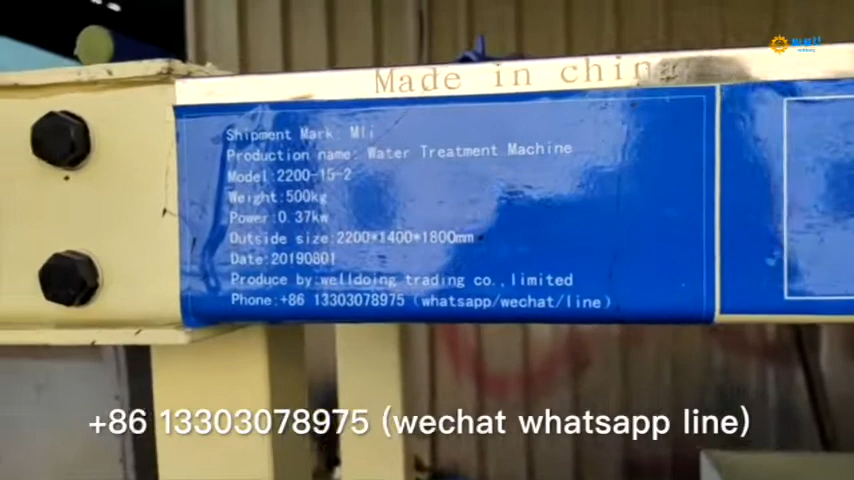 Made in china
Shipment Mark: Mli
Production name: Water Treatment Machine
Model:2200-15-2
Weight:500kg
Power:0.37kw
Outside size:2200*1400*1800mm
Date:20190801
Produce by:welldoing trading co.,limited
Phone:+86 13303078975 (whatsapp/wechat/line)
+86 13303078975 (wechat whatsapp line)